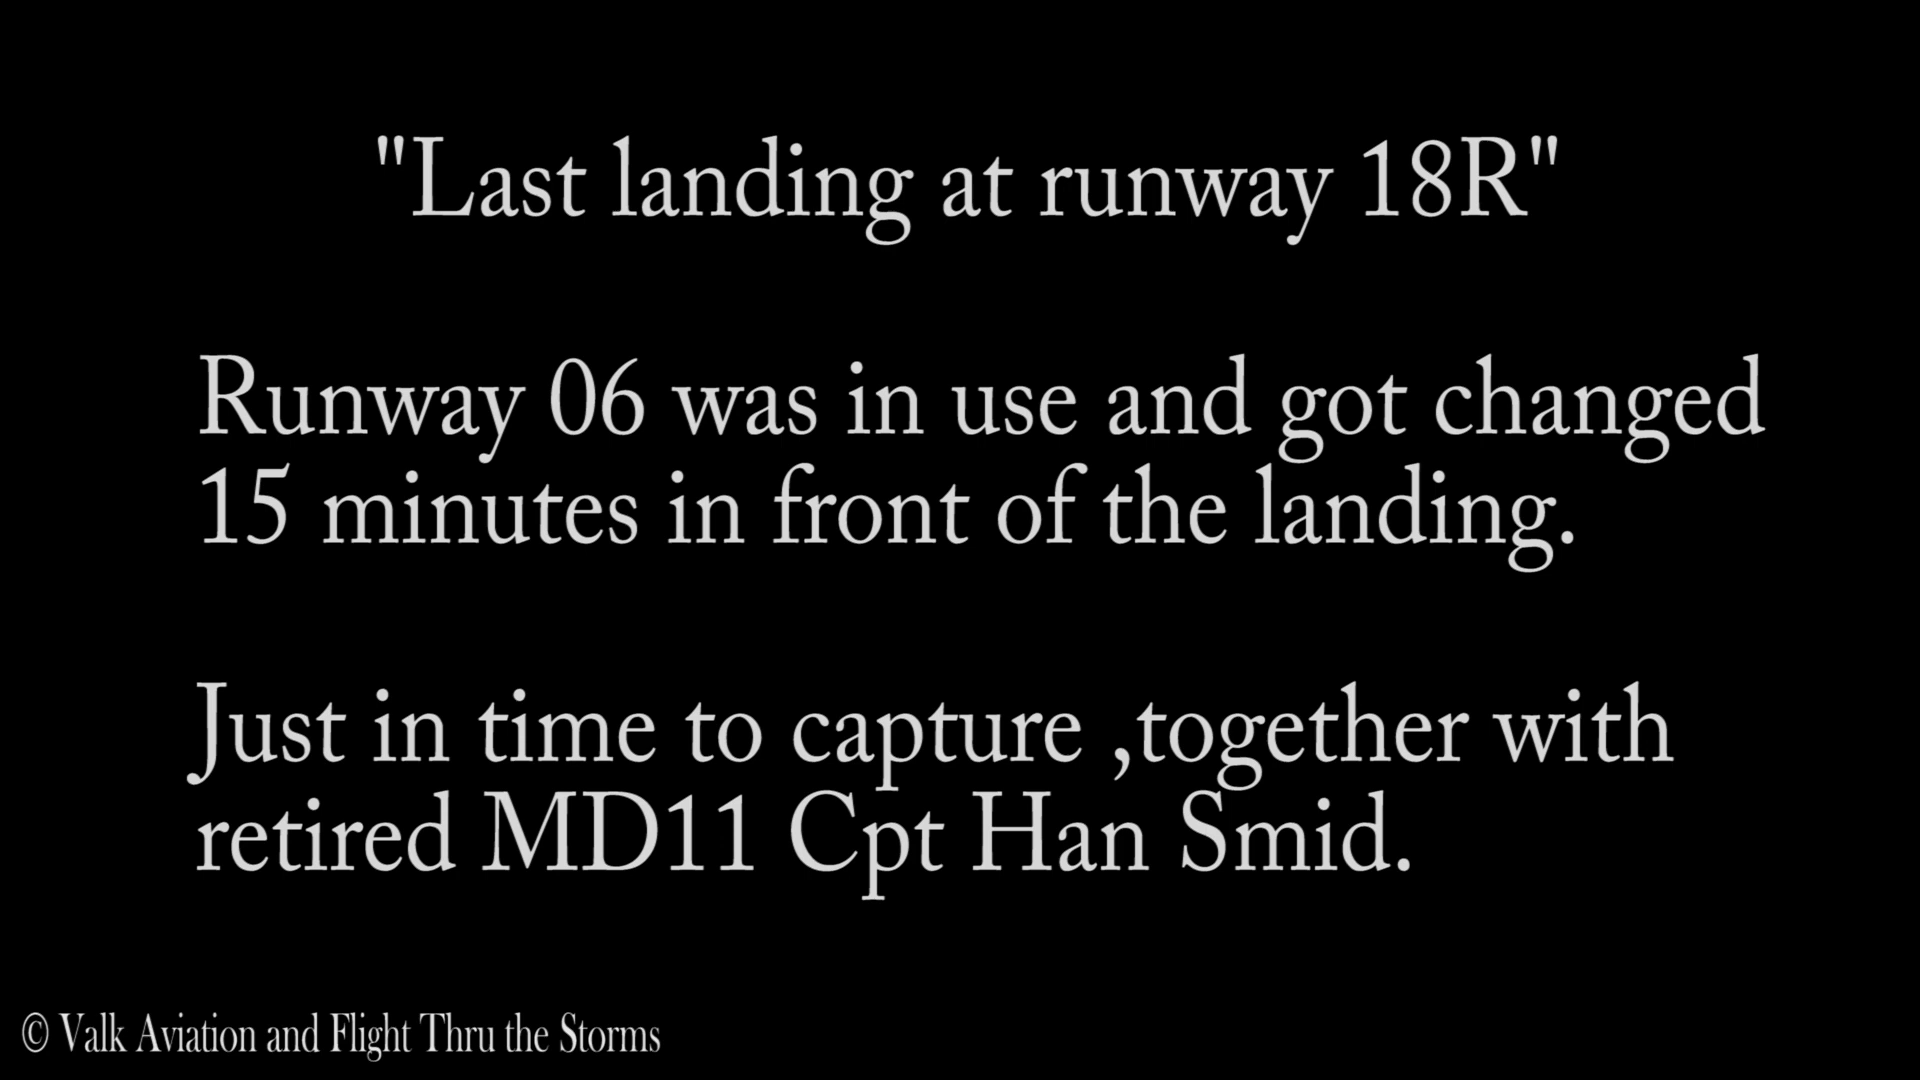 "Last landing at runway 18R"
Runway 06 was in use and got changed
15 minutes in front of the landing.
Just in time to capture ,together with
retired MD11 Cpt Han Smid.
© Valk Aviation and Flight Thru the Storms